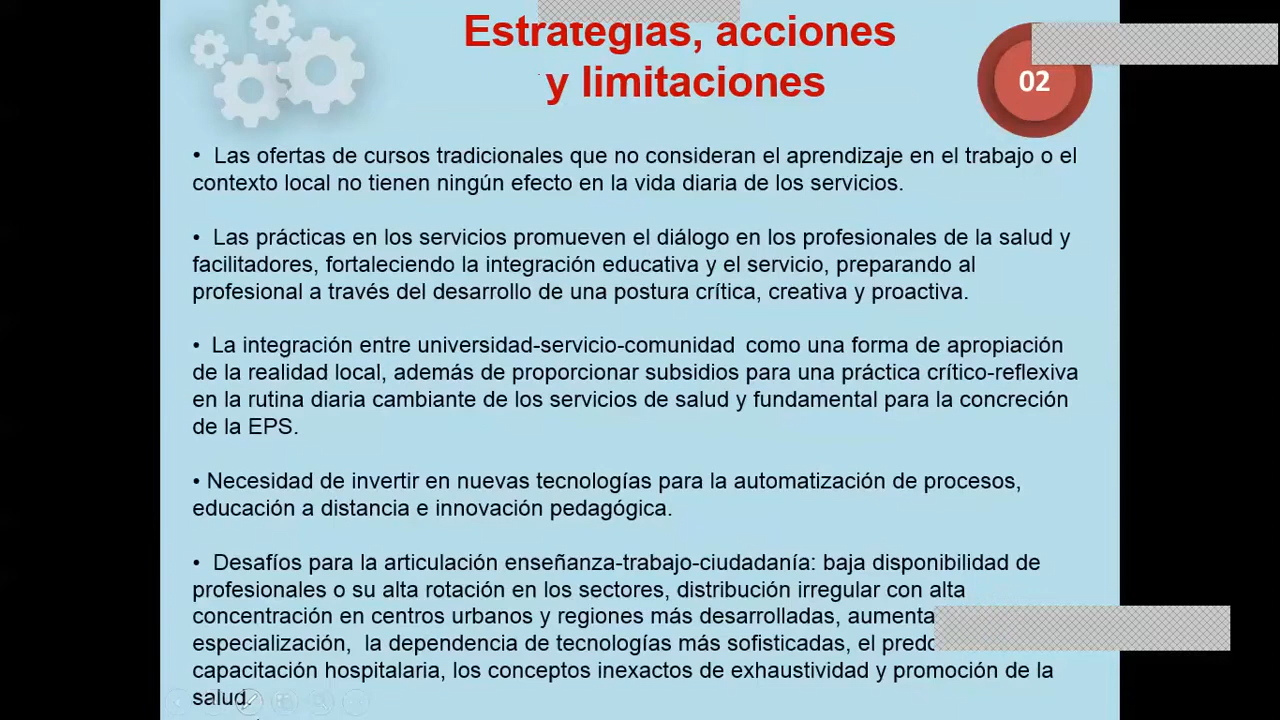 Estrategias, acciones
y limitaciones
02
• Las ofertas de cursos tradicionales que no consideran el aprendizaje en el trabajo o el
contexto local no tienen ningún efecto en la vida diaria de los servicios.
• Las prácticas en los servicios promueven el diálogo en los profesionales de la salud y
facilitadores, fortaleciendo la integración educativa y el servicio, preparando al
profesional a través del desarrollo de una postura crítica, creativa y proactiva.
• La integración entre universidad-servicio-comunidad como una forma de apropiación
de la realidad local, además de proporcionar subsidios para una práctica crítico-reflexiva
en la rutina diaria cambiante de los servicios de salud y fundamental para la concreción
de la EPS.
• Necesidad de invertir en nuevas tecnologías para la automatización de procesos,
educación a distancia e innovación pedagógica.
• Desafíos para la articulación enseñanza-trabajo-ciudadanía: baja disponibilidad de
profesionales o su alta rotación en los sectores, distribución irregular con alta
concentración en centros urbanos y regiones más desarrolladas,
especialización, la dependencia de tecnologías más sofisticadas, el
capacitación hospitalaria, los conceptos inexactos de exhaustividad y promoción de la
salud.